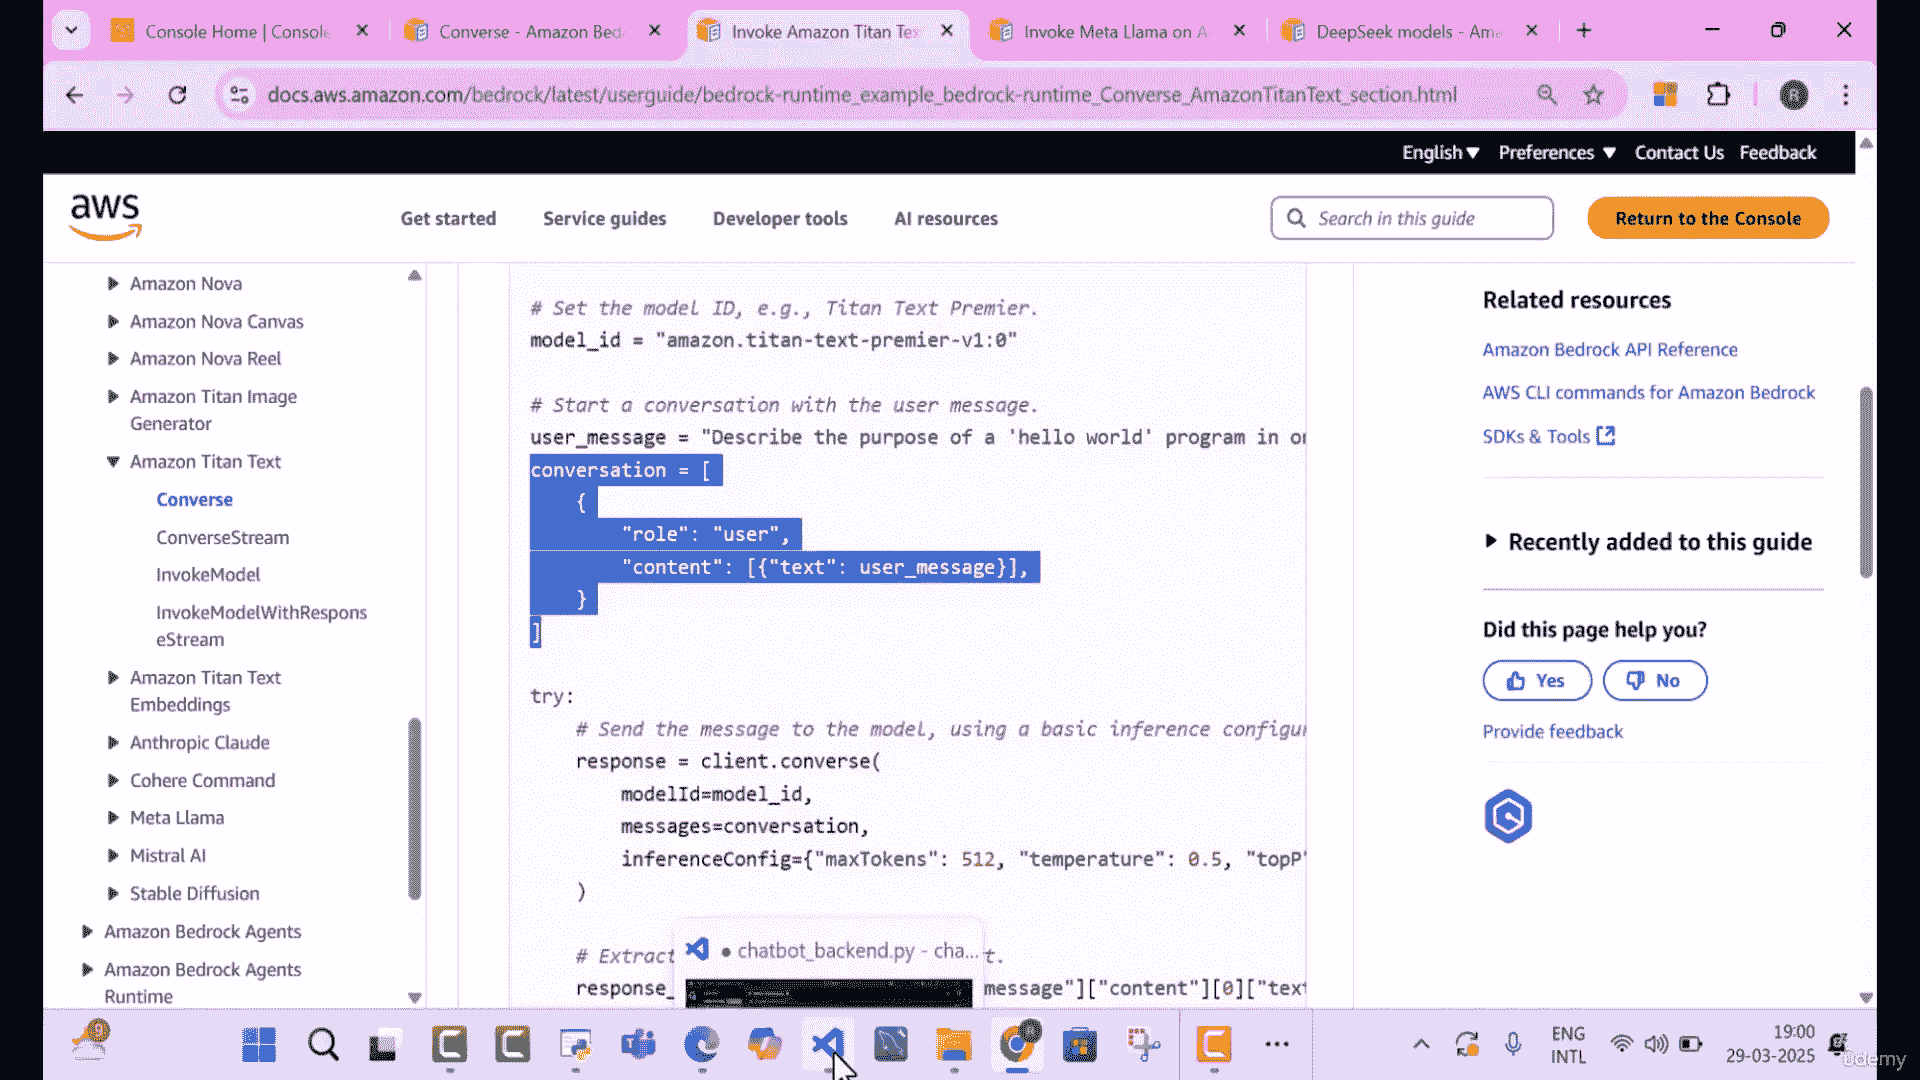 Console Home | Console
Converse - Amazon Bed
Invoke Amazon Titan Tex
Invoke Meta Llama on A
DeepSeek models - Ama
docs.aws.amazon.com/bedrock/latest/userguide/bedrock-runtime_example_bedrock-runtime_Converse_AmazonTitanText_section.html
R
English Preferences Contact Us Feedback
aws
Get started
Service guides
Developer tools
AI resources
Search in this guide
Return to the Console
Amazon Nova
Amazon Nova Canvas
Amazon Nova Reel
Amazon Titan Image
Generator
Amazon Titan Text
Converse
ConverseStream
InvokeModel
InvokeModelWithRespons
eStream
Amazon Titan Text
Embeddings
Anthropic Claude
Cohere Command
Meta Llama
Mistral AI
Stable Diffusion
Amazon Bedrock Agents
Amazon Bedrock Agents
Runtime
# Set the model ID, e.g., Titan Text Premier.
model_id = "amazon.titan-text-premier-v1:0"
# Start a conversation with the user message.
user_message = "Describe the purpose of a 'hello world' program in on
conversation = [
{
"role": "user",
"content": [{"text": user_message}],
}
]
try:
# Send the message to the model, using a basic inference configur
response = client.converse(
modelId=model_id,
messages=conversation,
inferenceConfig={"maxTokens": 512, "temperature": 0.5, "topP"
)
# Extract t.
response_ message"]["content"][0]["text
● chatbot_backend.py - cha...
Related resources
Amazon Bedrock API Reference
AWS CLI commands for Amazon Bedrock
SDKs & Tools
Recently added to this guide
Did this page help you?
Yes
No
Provide feedback
9
R
ENG
INTL
19:00
29-03-2025
udemy